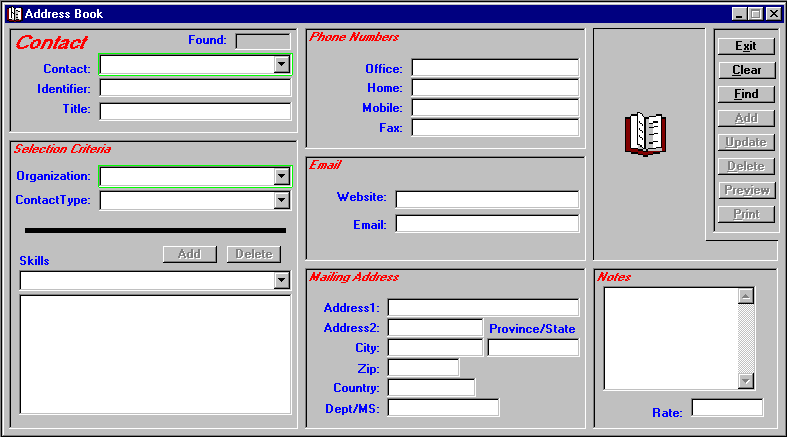 Address Book
Contact
Found:
Contact:
Identifier:
Title:
Selection Criteria
Organization:
ContactType:
Add
Delete
Skills
Phone Numbers
Office:
Home:
Mobile:
Fax:
Email
Website:
Email:
Mailing Address
Address1:
Address2:
Province/State
City:
Zip:
Country:
Dept/MS:
Exit
Clear
Find
Add
Update
Delete
Preview
Print
Notes
Rate: